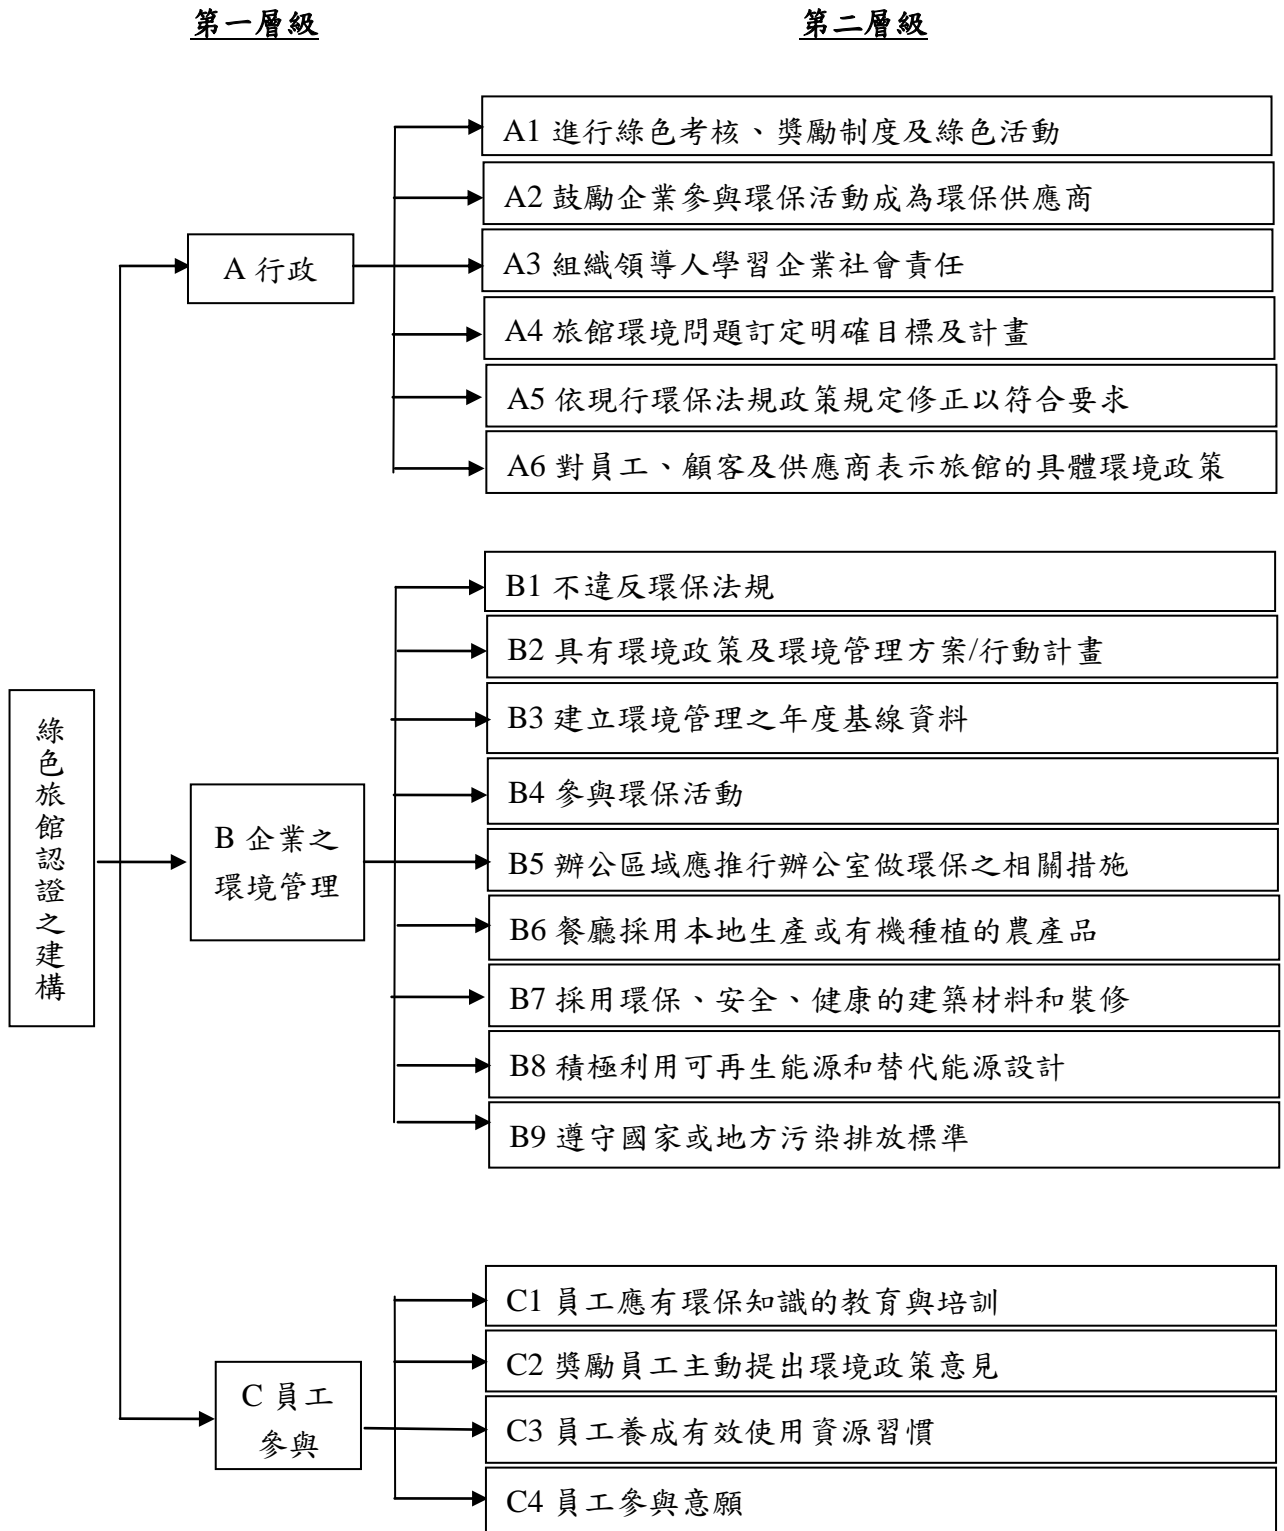 第一層級
第二層級
A1 進行綠色考核、獎勵制度及綠色活動
A2 鼓勵企業參與環保活動成為環保供應商
A 行政
A3 組織領導人學習企業社會責任
A4 旅館環境問題訂定明確目標及計畫
A5 依現行環保法規政策規定修正以符合要求
A6 對員工、顧客及供應商表示旅館的具體環境政策
B1 不違反環保法規
B2 具有環境政策及環境管理方案/行動計畫
B3 建立環境管理之年度基線資料
綠色旅館認證之建構
B4 參與環保活動
B 企業之
環境管理
B5 辦公區域應推行辦公室做環保之相關措施
B6 餐廳採用本地生產或有機種植的農產品
B7 採用環保、安全、健康的建築材料和裝修
B8 積極利用可再生能源和替代能源設計
B9 遵守國家或地方污染排放標準
C1 員工應有環保知識的教育與培訓
C2 獎勵員工主動提出環境政策意見
C 員工
參與
C3 員工養成有效使用資源習慣
C4 員工參與意願